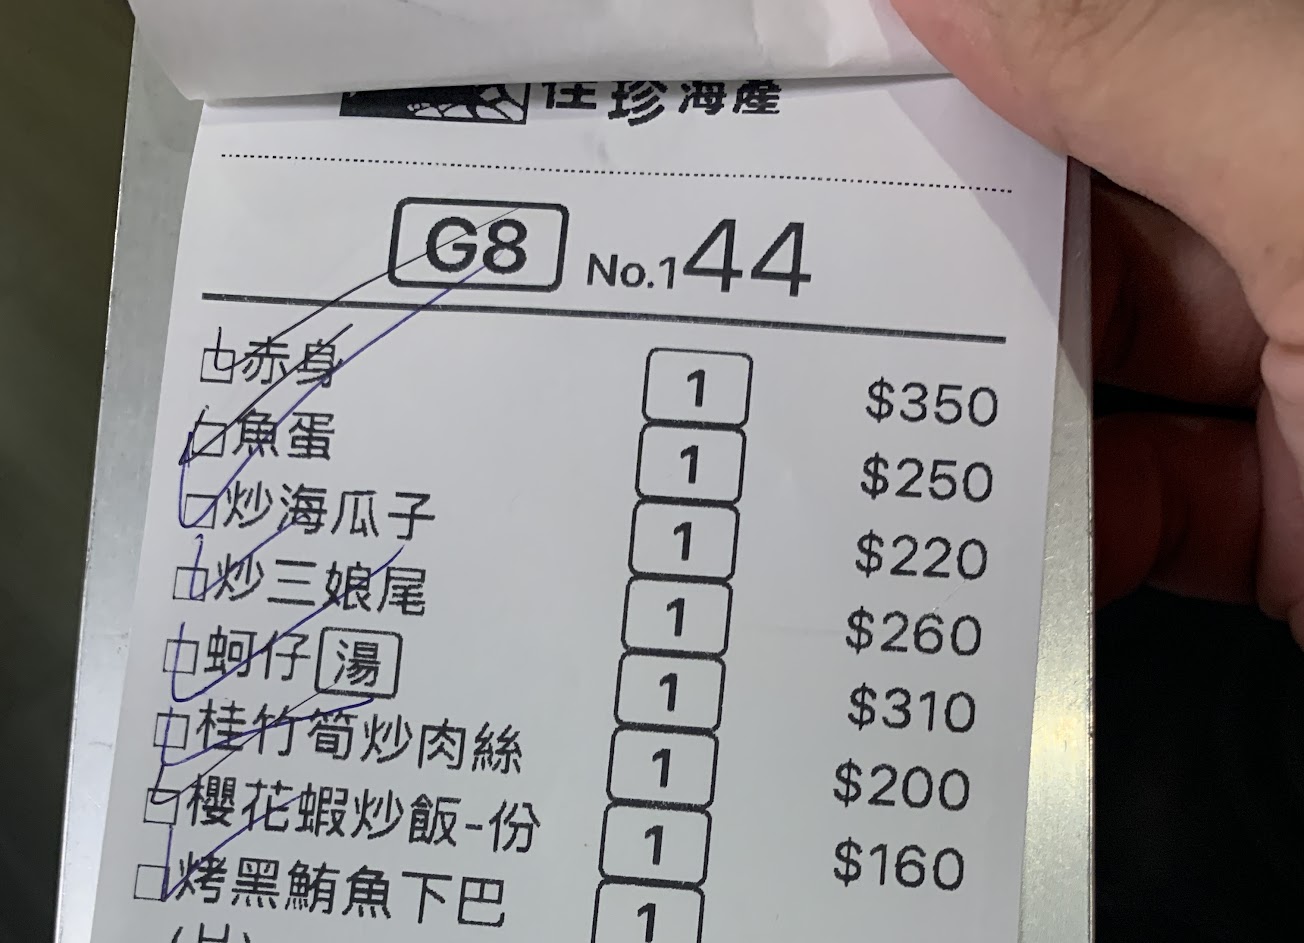 珍海產
G8 No.144
赤身 1 $350
魚蛋 1 $250
炒海瓜子 1 $220
炒三娘尾 1 $260
蚵仔湯 1 $310
桂竹筍炒肉絲 1 $200
櫻花蝦炒飯-份 1 $160
烤黑鮪魚下巴 1